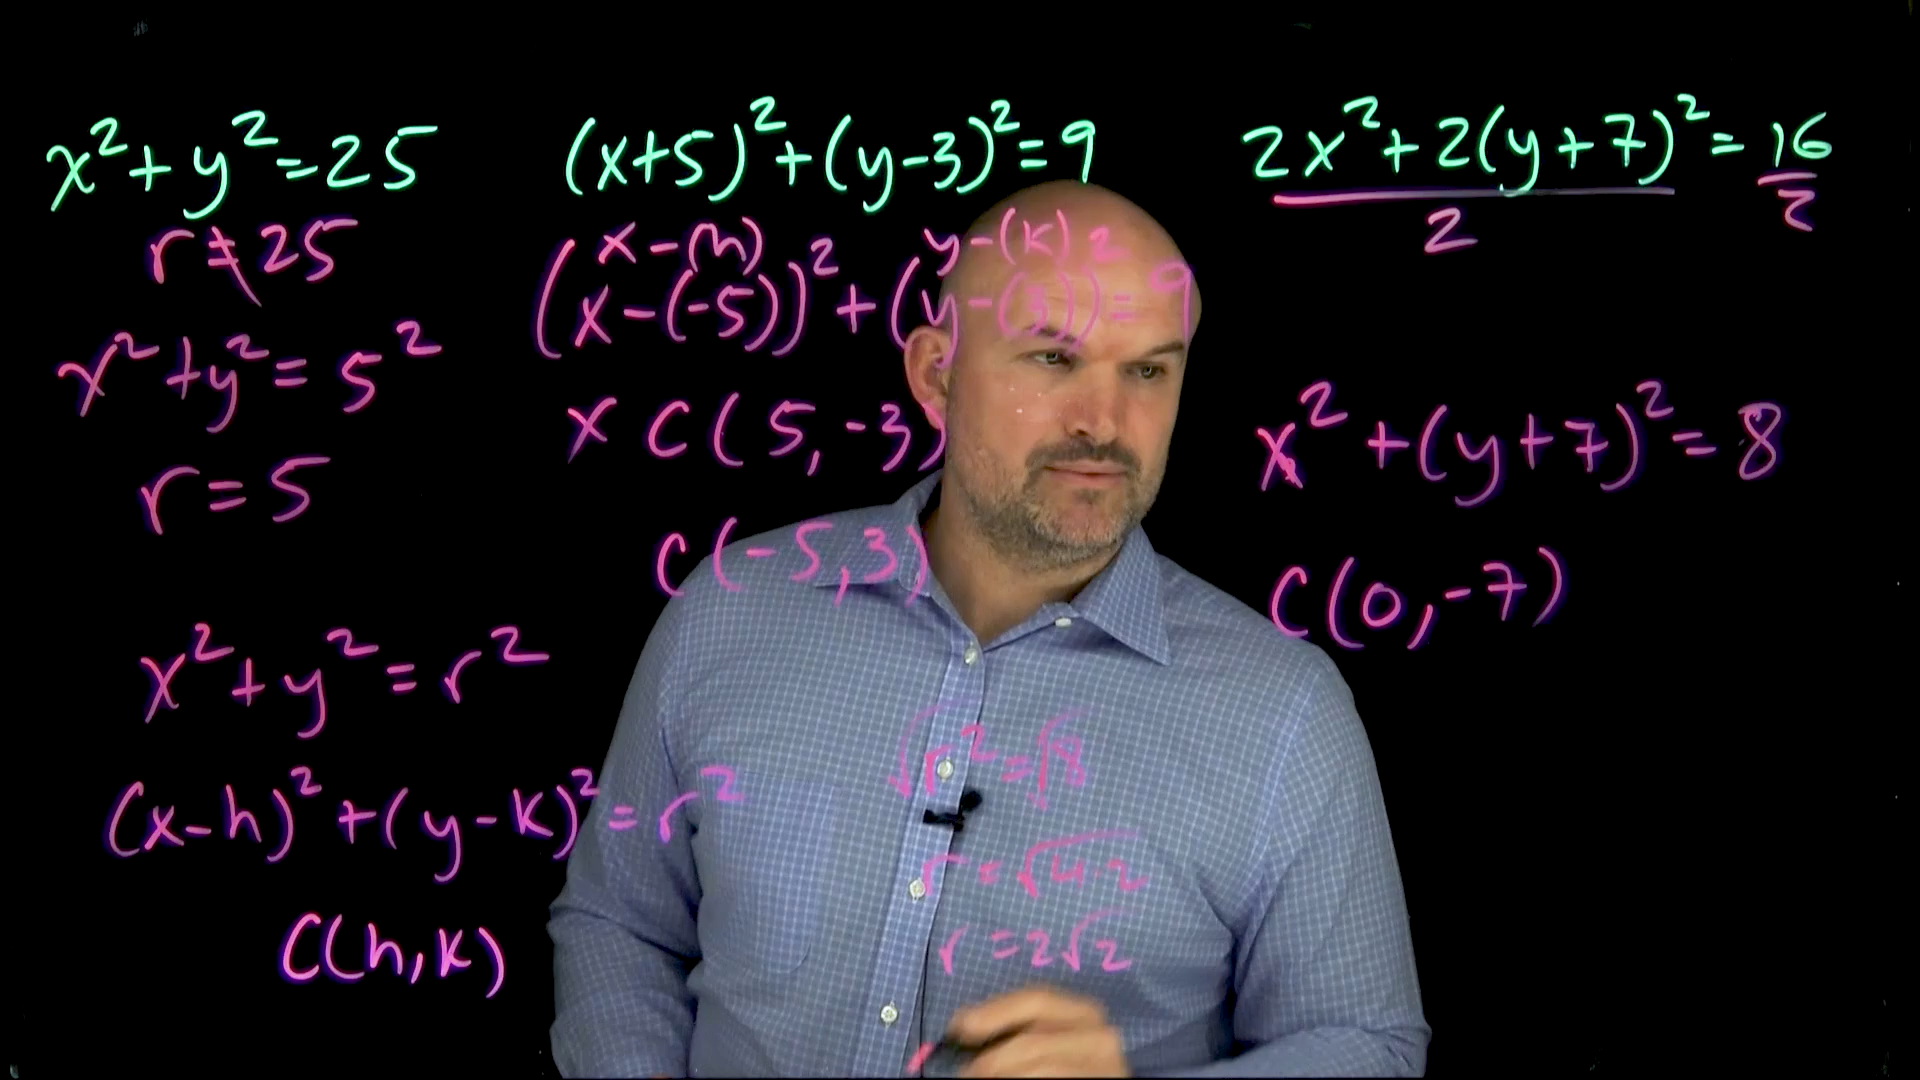 x² + y² = 25
r ≠ 25
x² + y² = 5²
r = 5
x² + y² = r²
(x-h)² + (y-k)² = r²
C(h,k)
(x+5)² + (y-3)² = 9
x-(h) y-(k)
(x-(-5))² + (y-(3))² = 9
x C(5,-3)
C(-5,3)
√r² = √8
r = √4·2
r = 2√2
2x² + 2(y+7)² = 16
2 2
x² + (y+7)² = 8
C(0,-7)